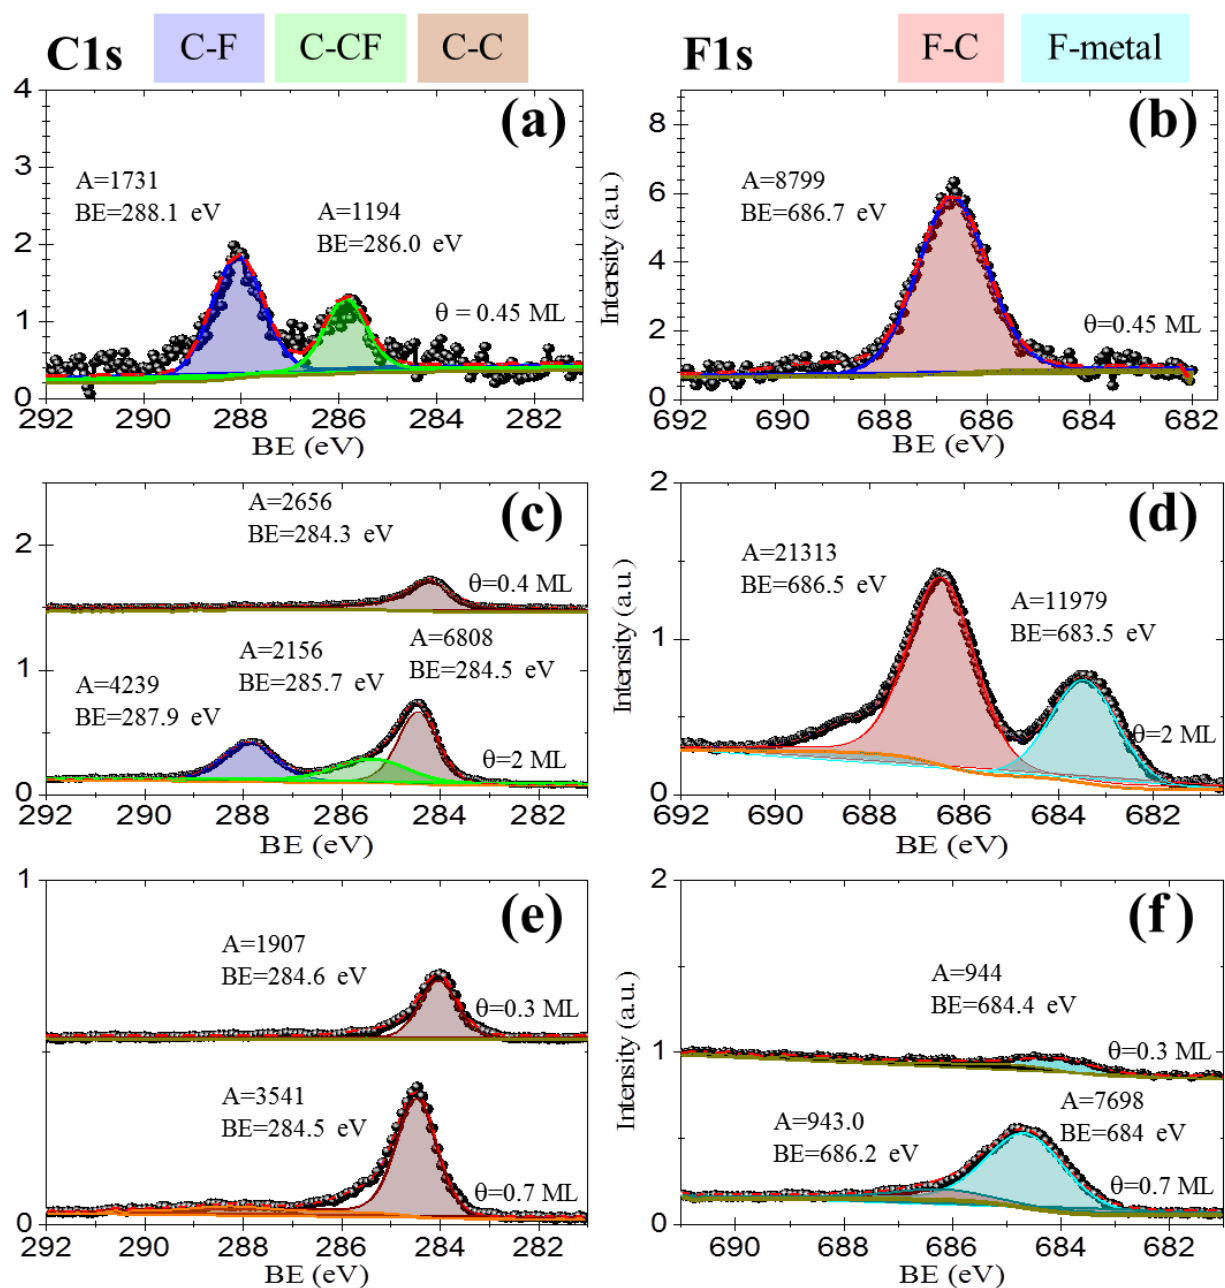 C1s C-F C-CF C-C F1s F-C F-metal
(a)
4
3
2
1
0
A=1731
BE=288.1 eV
A=1194
BE=286.0 eV
θ = 0.45 ML
292 290 288 286 284 282
BE (eV)
(b)
Intensity (a.u.)
8
6
4
2
0
A=8799
BE=686.7 eV
θ=0.45 ML
692 690 688 686 684 682
BE (eV)
(c)
2
1
0
A=2656
BE=284.3 eV
θ=0.4 ML
A=4239
BE=287.9 eV
A=2156
BE=285.7 eV
A=6808
BE=284.5 eV
θ=2 ML
292 290 288 286 284 282
BE (eV)
(d)
Intensity (a.u.)
2
1
0
A=21313
BE=686.5 eV
A=11979
BE=683.5 eV
θ=2 ML
692 690 688 686 684 682
BE (eV)
(e)
1
0
A=1907
BE=284.6 eV
θ=0.3 ML
A=3541
BE=284.5 eV
θ=0.7 ML
292 290 288 286 284 282
BE (eV)
(f)
Intensity (a.u.)
2
1
0
A=944
BE=684.4 eV
θ=0.3 ML
A=943.0
BE=686.2 eV
A=7698
BE=684 eV
θ=0.7 ML
690 688 686 684 682
BE (eV)